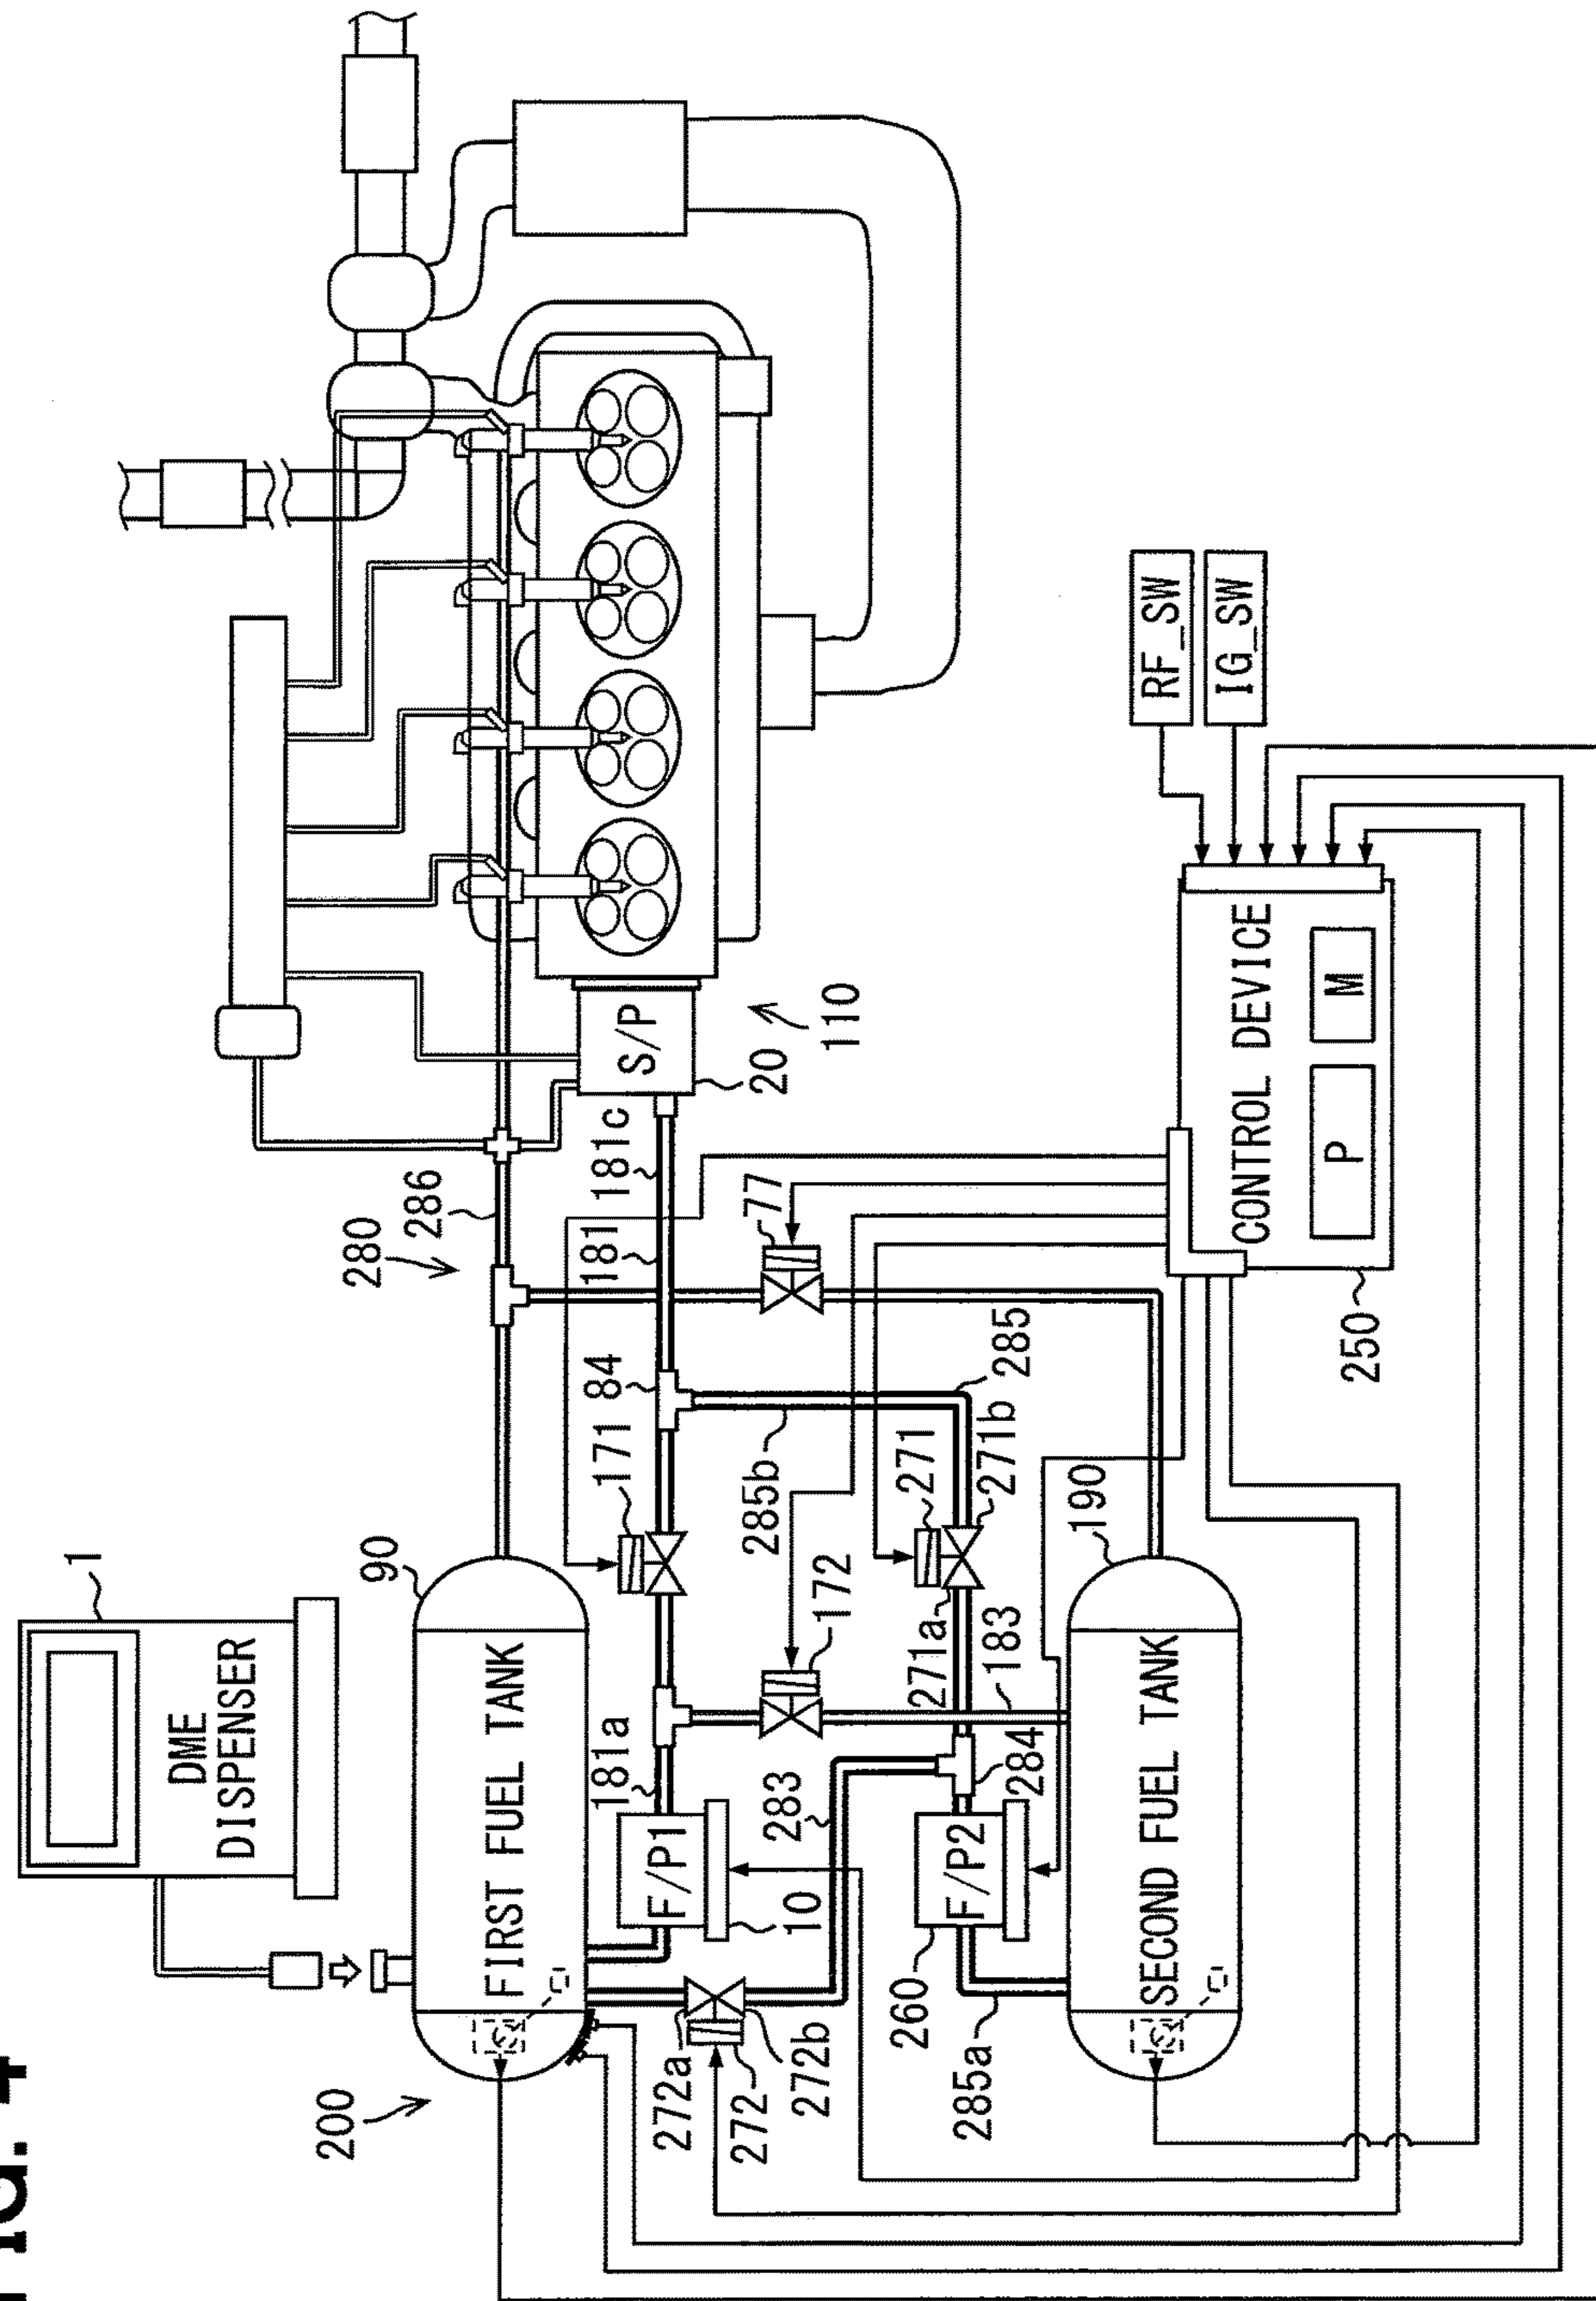 FIG. 4
1
DME
DISPENSER
200
90
FIRST FUEL TANK
280
286
272a
272
272b
10
F/P1
181a
171
84
181
181c
S/P
20
110
283
172
285b
77
260
F/P2
285a
284
271a
183
271
271b
285
190
SECOND FUEL TANK
250
CONTROL DEVICE
P
M
RF_SW
IG_SW